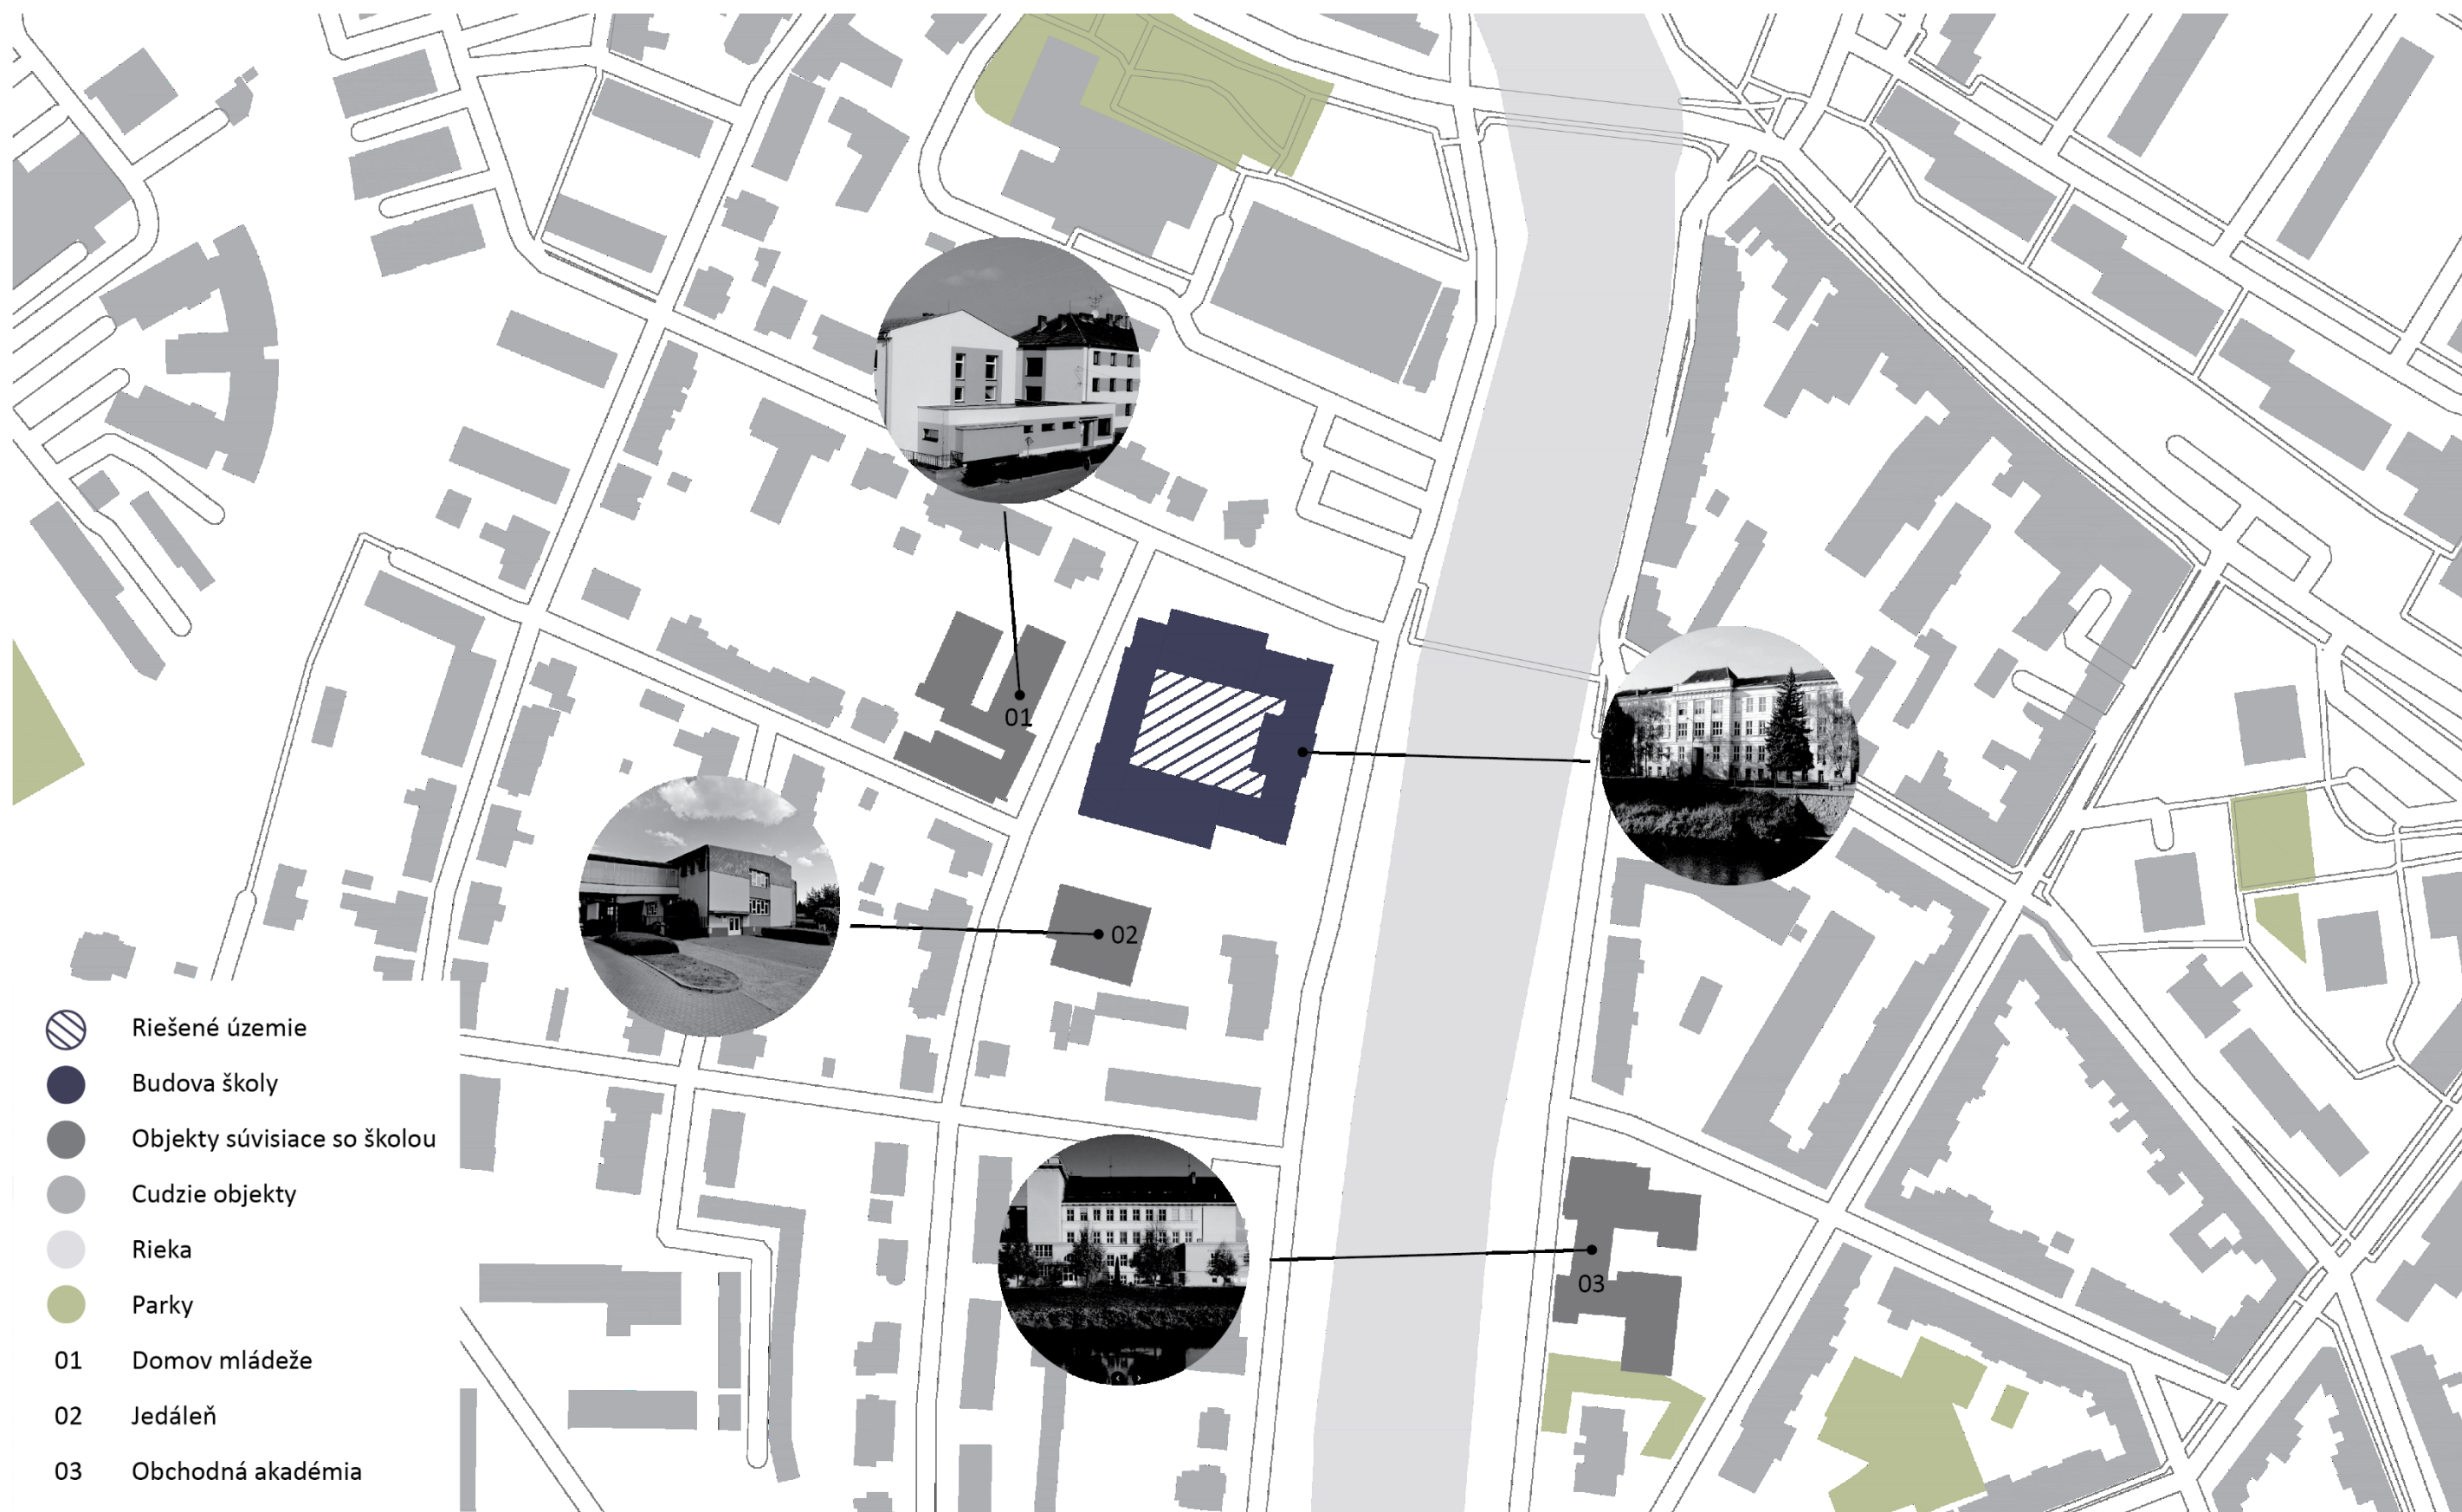 01
02
03
Riešené územie
Budova školy
Objekty súvisiace so školou
Cudzie objekty
Rieka
Parky
01 Domov mládeže
02 Jedáleň
03 Obchodná akadémia